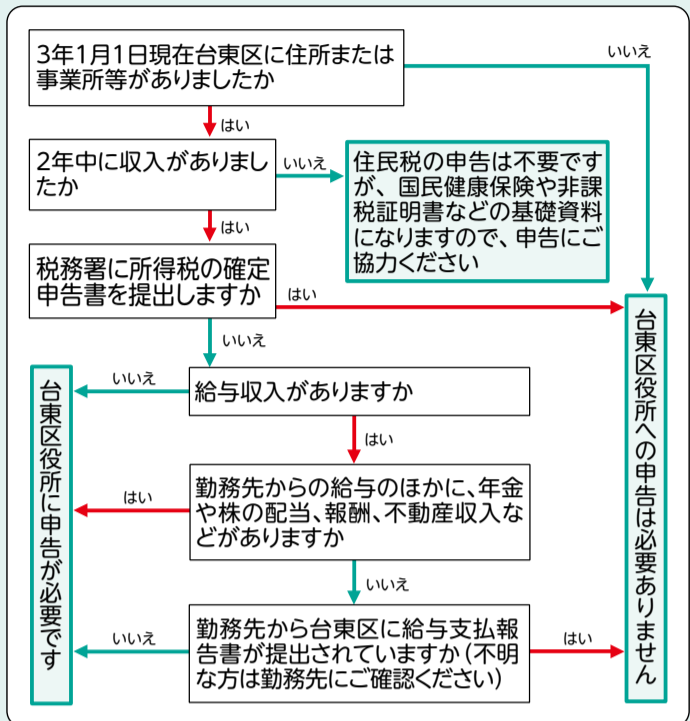 3年1月1日現在台東区に住所または
事業所等がありましたか
いいえ
はい
2年中に収入がありまし
たか
いいえ
住民税の申告は不要です
が、国民健康保険や非課
税証明書などの基礎資料
になりますので、申告にご
協力ください
はい
税務署に所得税の確定
申告書を提出しますか
はい
いいえ
台東区役所への申告は必要ありません
給与収入がありますか
いいえ
台東区役所に申告が必要です
はい
勤務先からの給与のほかに、年金
や株の配当、報酬、不動産収入な
どがありますか
はい
いいえ
勤務先から台東区に給与支払報
告書が提出されていますか(不明
な方は勤務先にご確認ください)
いいえ
はい